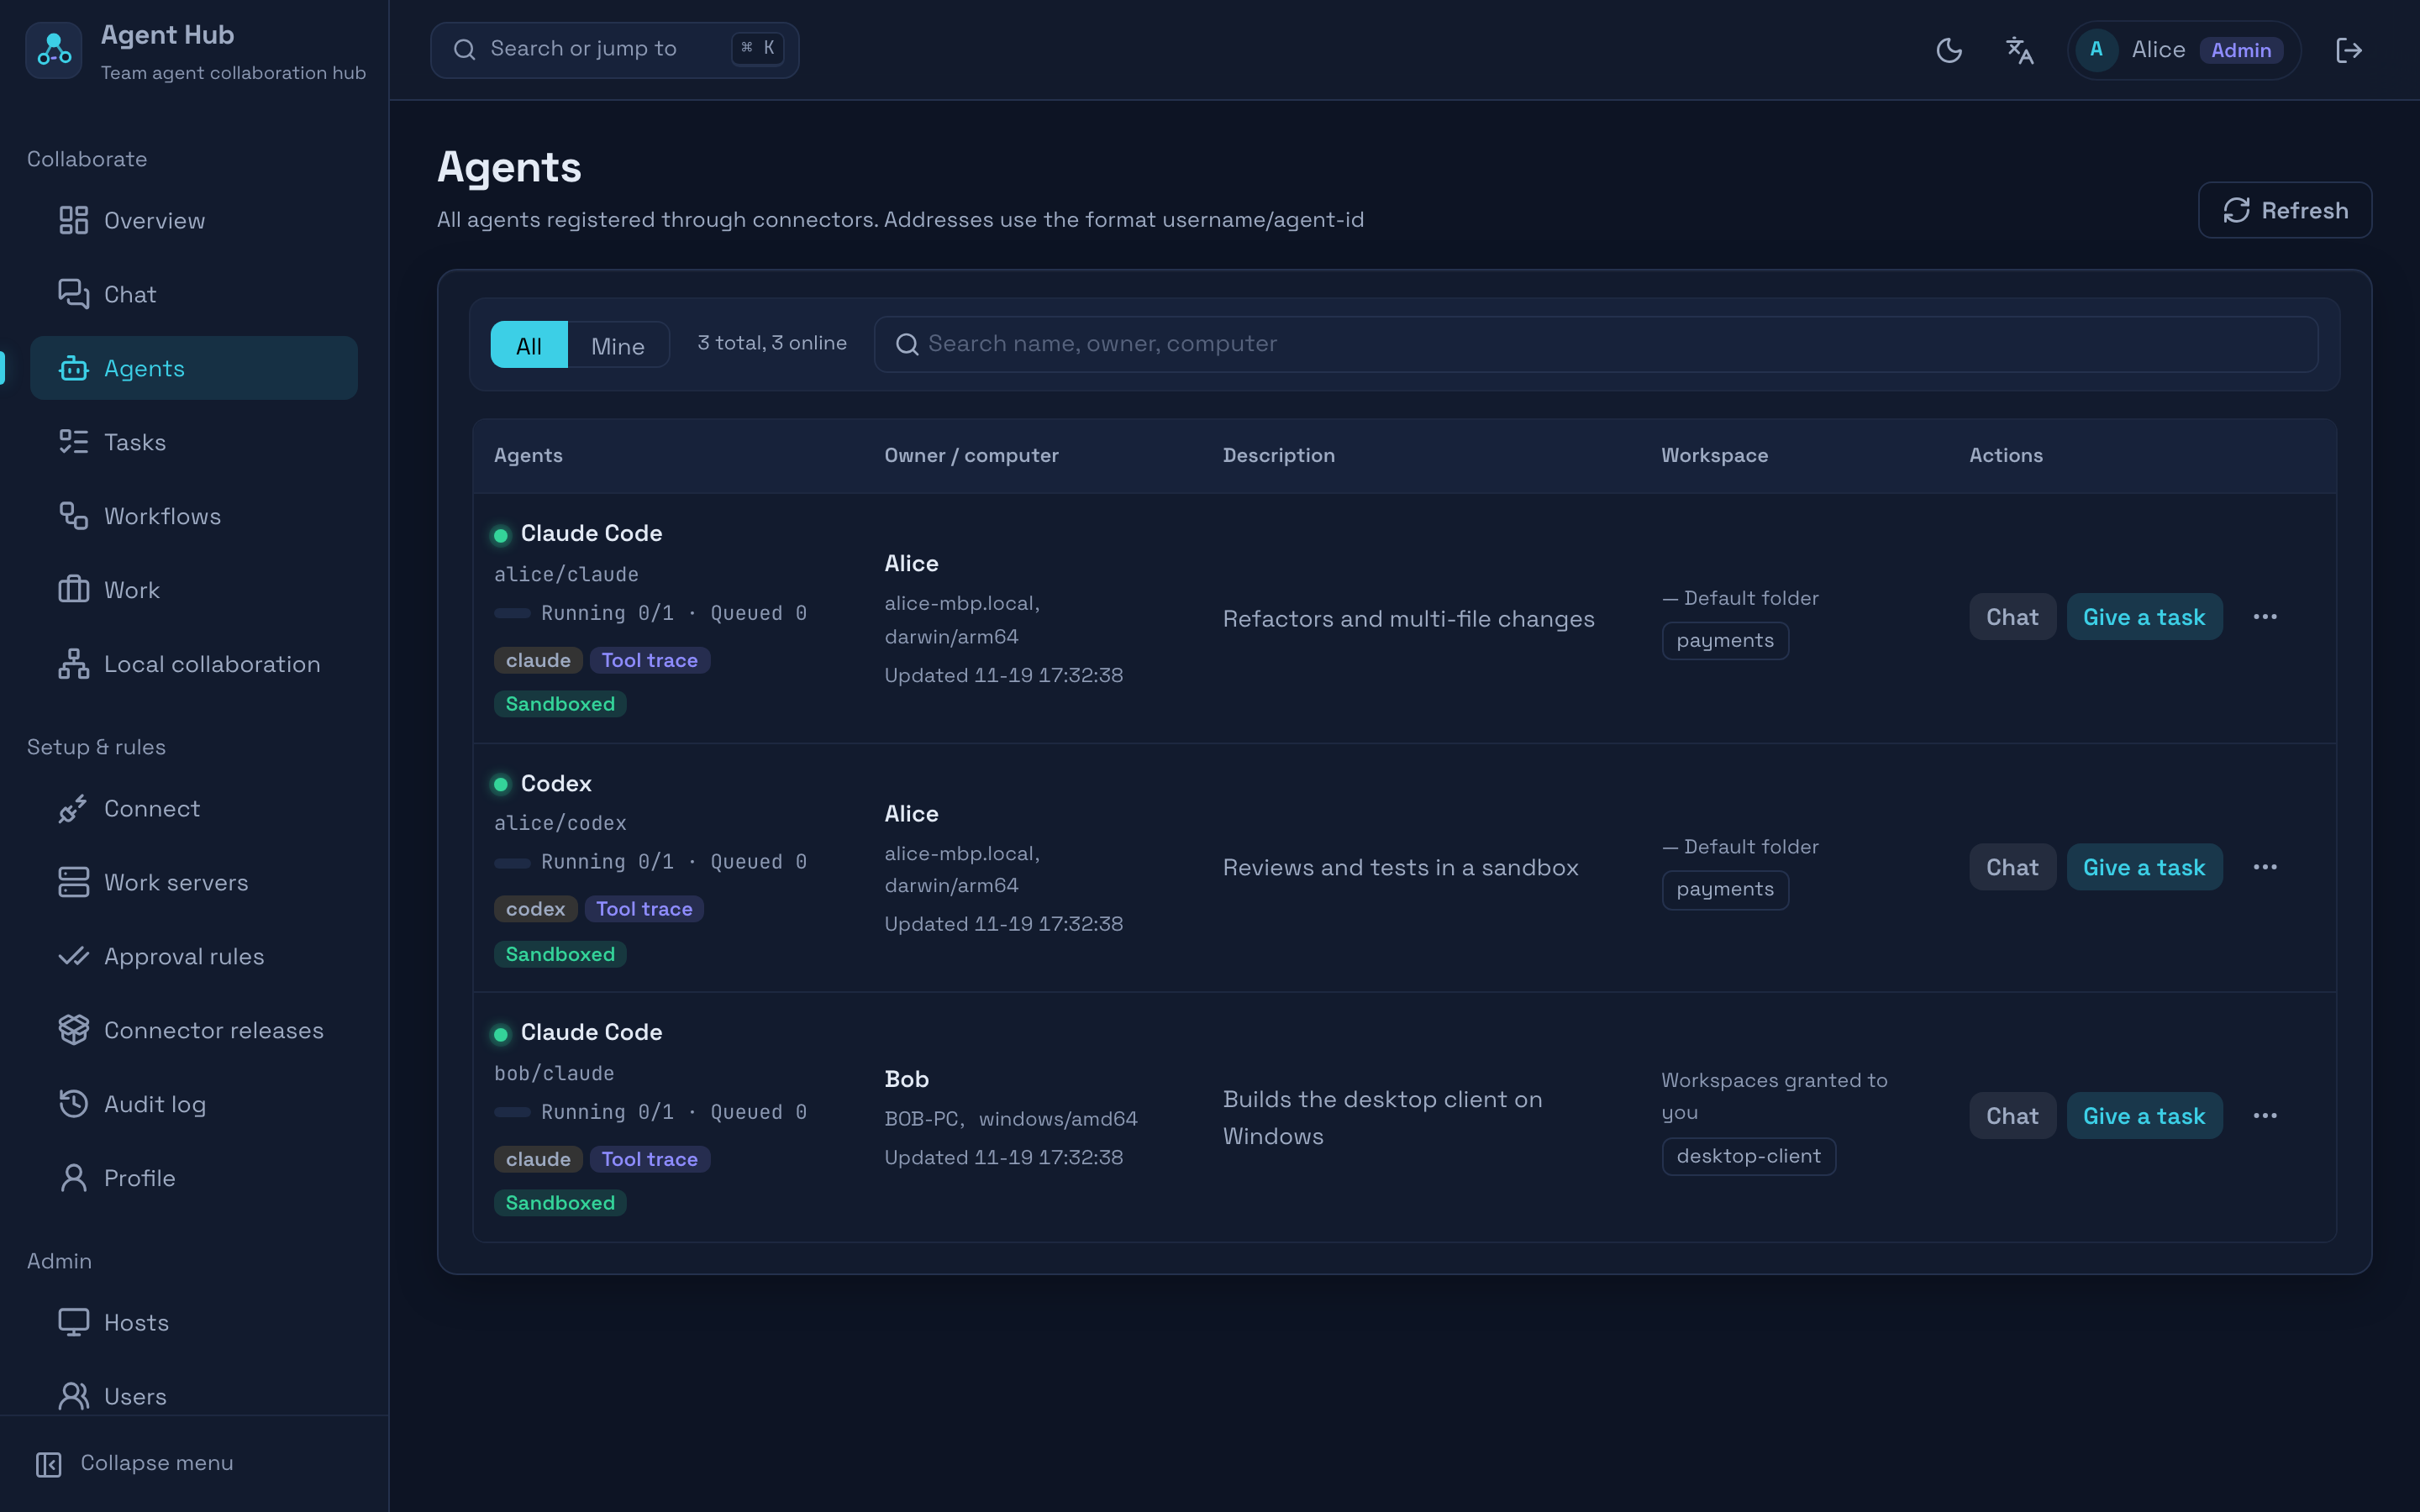 Agent Hub
Team agent collaboration hub
Search or jump to
⌘ K
A
Alice
Admin
Collaborate
Overview
Chat
Agents
Tasks
Workflows
Work
Local collaboration
Setup & rules
Connect
Work servers
Approval rules
Connector releases
Audit log
Profile
Admin
Hosts
Users
Collapse menu
Agents
All agents registered through connectors. Addresses use the format username/agent-id
Refresh
All
Mine
3 total, 3 online
Search name, owner, computer
Agents
Owner / computer
Description
Workspace
Actions
Claude Code
alice/claude
Running 0/1 · Queued 0
claude
Tool trace
Sandboxed
Alice
alice-mbp.local,
darwin/arm64
Updated 11-19 17:32:38
Refactors and multi-file changes
— Default folder
payments
Chat
Give a task
Codex
alice/codex
Running 0/1 · Queued 0
codex
Tool trace
Sandboxed
Alice
alice-mbp.local,
darwin/arm64
Updated 11-19 17:32:38
Reviews and tests in a sandbox
— Default folder
payments
Chat
Give a task
Claude Code
bob/claude
Running 0/1 · Queued 0
claude
Tool trace
Sandboxed
Bob
BOB-PC, windows/amd64
Updated 11-19 17:32:38
Builds the desktop client on
Windows
Workspaces granted to
you
desktop-client
Chat
Give a task